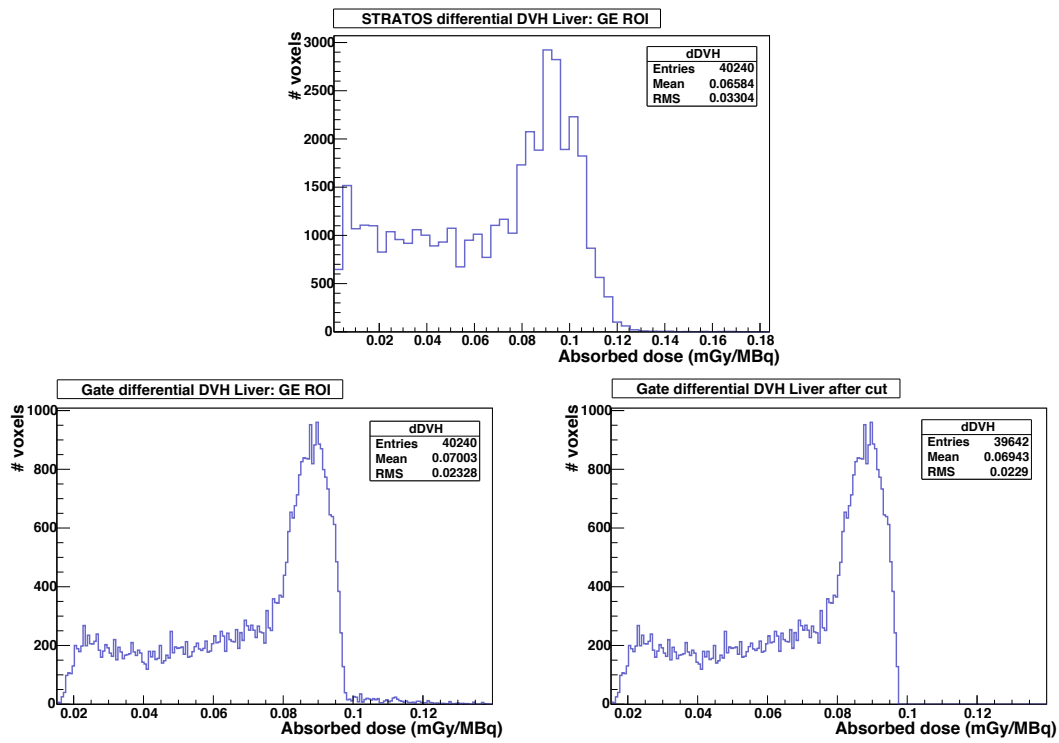 STRATOS differential DVH Liver: GE ROI
# voxels
3000
2500
2000
1500
1000
500
0
dDVH
Entries 40240
Mean 0.06584
RMS 0.03304
0.02 0.04 0.06 0.08 0.1 0.12 0.14 0.16 0.18
Absorbed dose (mGy/MBq)
Gate differential DVH Liver: GE ROI
# voxels
1000
800
600
400
200
0
dDVH
Entries 40240
Mean 0.07003
RMS 0.02328
0.02 0.04 0.06 0.08 0.1 0.12
Absorbed dose (mGy/MBq)
Gate differential DVH Liver after cut
# voxels
1000
800
600
400
200
0
dDVH
Entries 39642
Mean 0.06943
RMS 0.0229
0.02 0.04 0.06 0.08 0.1 0.12
Absorbed dose (mGy/MBq)